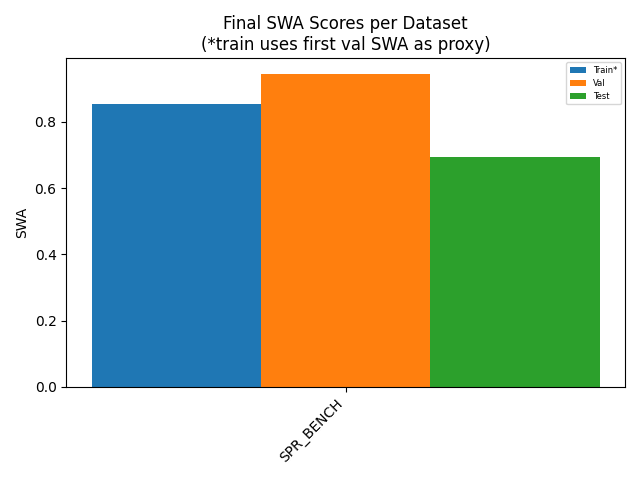 Final SWA Scores per Dataset
(*train uses first val SWA as proxy)
Train*
Val
Test
SWA
0.8
0.6
0.4
0.2
0.0
SPR_BENCH